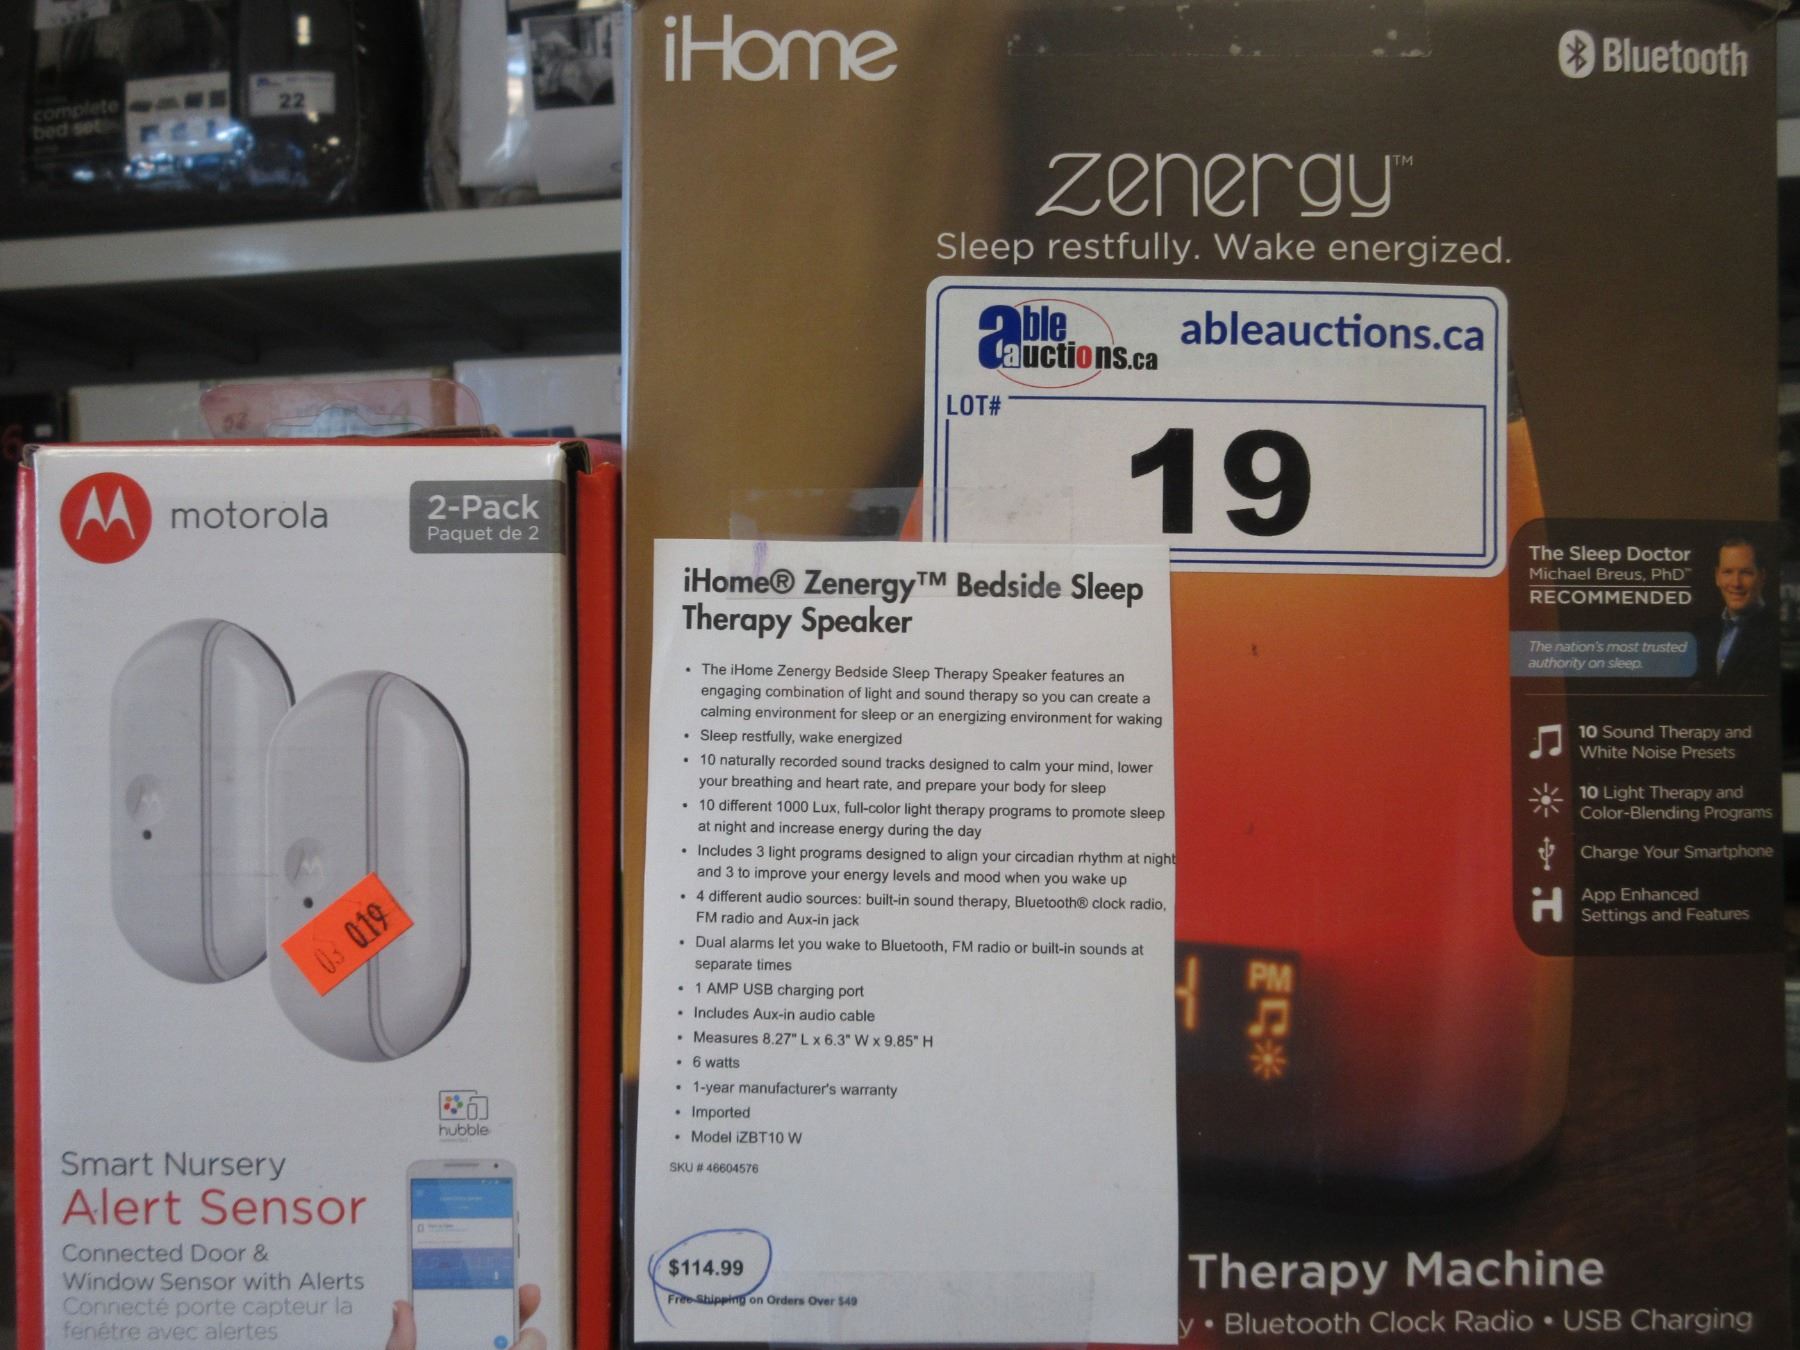 complete
bed set
22
iHome
Bluetooth
zenergy™
Sleep restfully. Wake energized.
able auctions.ca
ableauctions.ca
LOT#
19
motorola
2-Pack
Paquet de 2
0.19
hubble
Smart Nursery
Alert Sensor
Connected Door &
Window Sensor with Alerts
Connecté porte capteur la
fenêtre avec alertes
iHome® Zenergy™ Bedside Sleep
Therapy Speaker
• The iHome Zenergy Bedside Sleep Therapy Speaker features an
engaging combination of light and sound therapy so you can create a
calming environment for sleep or an energizing environment for waking
• Sleep restfully, wake energized
• 10 naturally recorded sound tracks designed to calm your mind, lower
your breathing and heart rate, and prepare your body for sleep
• 10 different 1000 Lux, full-color light therapy programs to promote sleep
at night and increase energy during the day
• Includes 3 light programs designed to align your circadian rhythm at night
and 3 to improve your energy levels and mood when you wake up
• 4 different audio sources: built-in sound therapy, Bluetooth® clock radio,
FM radio and Aux-in jack
• Dual alarms let you wake to Bluetooth, FM radio or built-in sounds at
separate times
• 1 AMP USB charging port
• Includes Aux-in audio cable
• Measures 8.27" L x 6.3" W x 9.85" H
• 6 watts
• 1-year manufacturer's warranty
• Imported
• Model iZBT10 W
SKU # 46604576
$114.99
Free Shipping on Orders Over $49
The Sleep Doctor
Michael Breus, PhD™
RECOMMENDED
The nation's most trusted
authority on sleep.
10 Sound Therapy and
White Noise Presets
10 Light Therapy and
Color-Blending Programs
Charge Your Smartphone
App Enhanced
Settings and Features
PM
Therapy Machine
y • Bluetooth Clock Radio • USB Charging